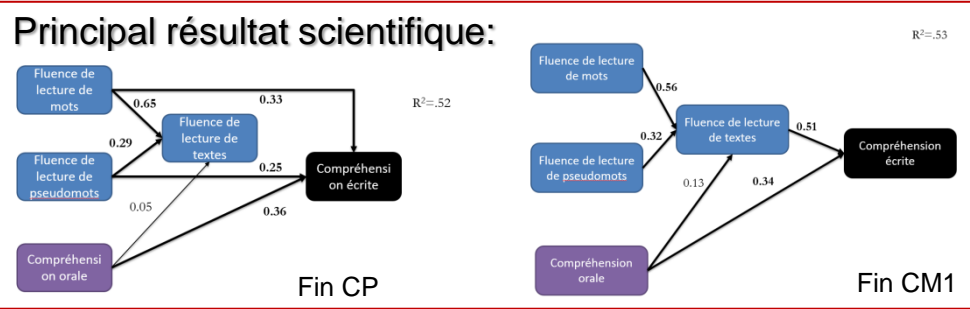 Principal résultat scientifique:
Fluence de
lecture de
mots
0.65
0.33
R²=.52
Fluence de
lecture de
textes
0.29
Fluence de
lecture de
pseudomots
0.25
Compréhensi
on écrite
0.05
0.36
Compréhensi
on orale
Fin CP
R²=.53
Fluence de lecture
de mots
0.56
Fluence de lecture
de textes
0.51
0.32
Compréhension
écrite
Fluence de lecture
de pseudomots
0.13
0.34
Compréhension
orale
Fin CM1